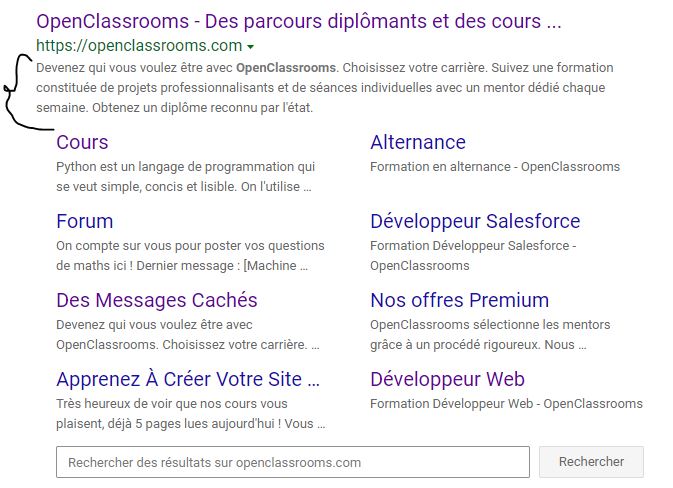 OpenClassrooms - Des parcours diplômants et des cours ...
https://openclassrooms.com
Devenez qui vous voulez être avec OpenClassrooms. Choisissez votre carrière. Suivez une formation
constituée de projets professionnalisants et de séances individuelles avec un mentor dédié chaque
semaine. Obtenez un diplôme reconnu par l'état.
Cours
Python est un langage de programmation qui
se veut simple, concis et lisible. On l'utilise ...
Alternance
Formation en alternance - OpenClassrooms
Forum
On compte sur vous pour poster vos questions
de maths ici ! Dernier message : [Machine ...
Développeur Salesforce
Formation Développeur Salesforce -
OpenClassrooms
Des Messages Cachés
Devenez qui vous voulez être avec
OpenClassrooms. Choisissez votre carrière. ...
Nos offres Premium
OpenClassrooms sélectionne les mentors
grâce à un procédé rigoureux. Nous ...
Apprenez À Créer Votre Site ...
Très heureux de voir que nos cours vous
plaisent, déjà 5 pages lues aujourd'hui ! Vous ...
Développeur Web
Formation Développeur Web - OpenClassrooms
Rechercher des résultats sur openclassrooms.com
Rechercher